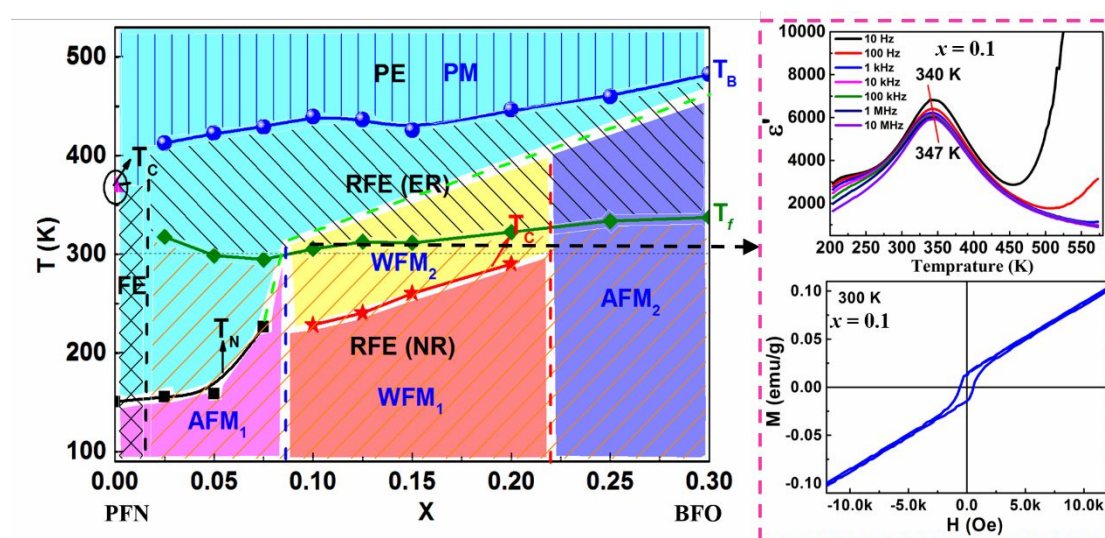 500
400
300
200
100
T (K)
0.00
0.05
0.10
0.15
0.20
0.25
0.30
PFN
X
BFO
PE PM
T_B
T_C
RFE (ER)
T_f
T_C
WFM₂
FE
T_N
RFE (NR)
AFM₂
WFM₁
AFM₁
10000
8000
6000
4000
2000
ε'
10 Hz
100 Hz
1 kHz
10 kHz
100 kHz
1 MHz
10 MHz
x = 0.1
340 K
347 K
200 250 300 350 400 450 500 550
Temprature (K)
0.10
0.05
0.00
-0.05
-0.10
M (emu/g)
300 K
x = 0.1
-10.0k -5.0k 0.0 5.0k 10.0k
H (Oe)